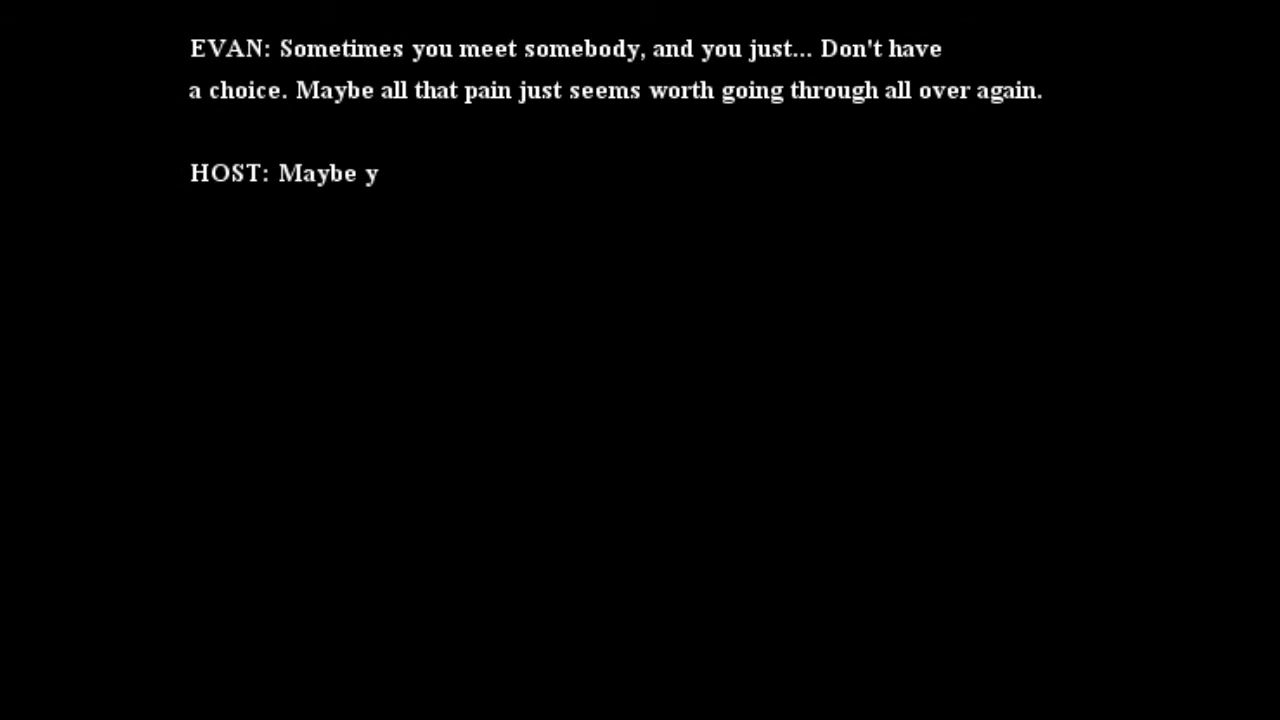 EVAN: Sometimes you meet somebody, and you just... Don't have
a choice. Maybe all that pain just seems worth going through all over again.
HOST: Maybe y